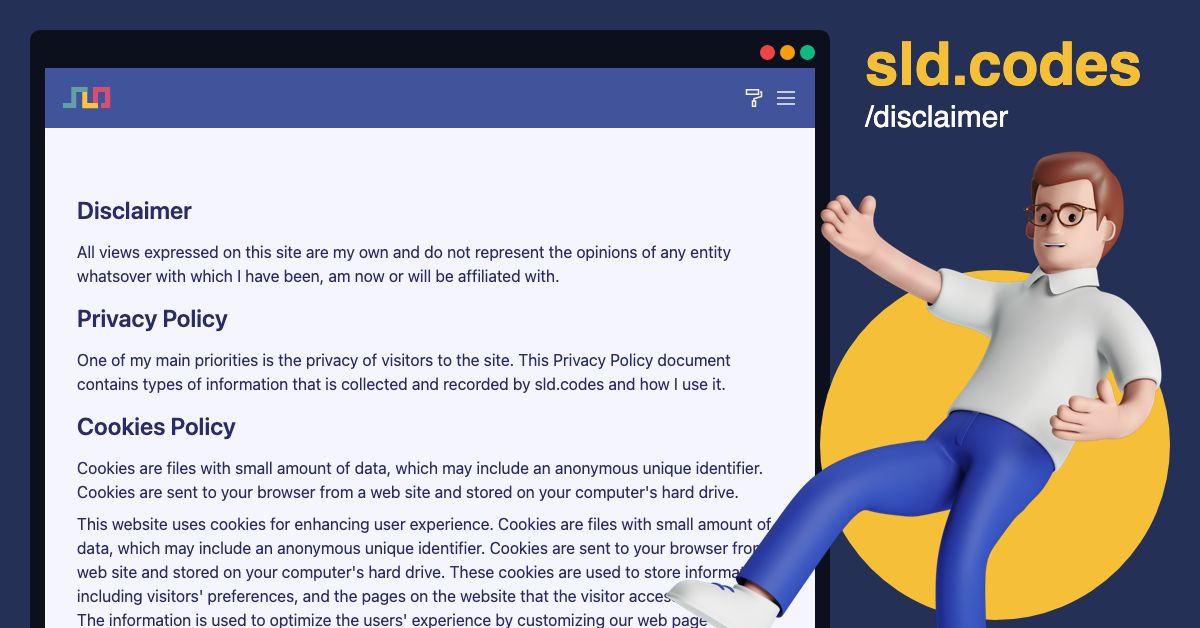 sld.codes
/disclaimer
SLD
Disclaimer
All views expressed on this site are my own and do not represent the opinions of any entity
whatsover with which I have been, am now or will be affiliated with.
Privacy Policy
One of my main priorities is the privacy of visitors to the site. This Privacy Policy document
contains types of information that is collected and recorded by sld.codes and how I use it.
Cookies Policy
Cookies are files with small amount of data, which may include an anonymous unique identifier.
Cookies are sent to your browser from a web site and stored on your computer's hard drive.
This website uses cookies for enhancing user experience. Cookies are files with small amount of
data, which may include an anonymous unique identifier. Cookies are sent to your browser
web site and stored on your computer's hard drive. These cookies are used to store
including visitors' preferences, and the pages on the website that the visitor
The information is used to optimize the users' experience by customizing our web page